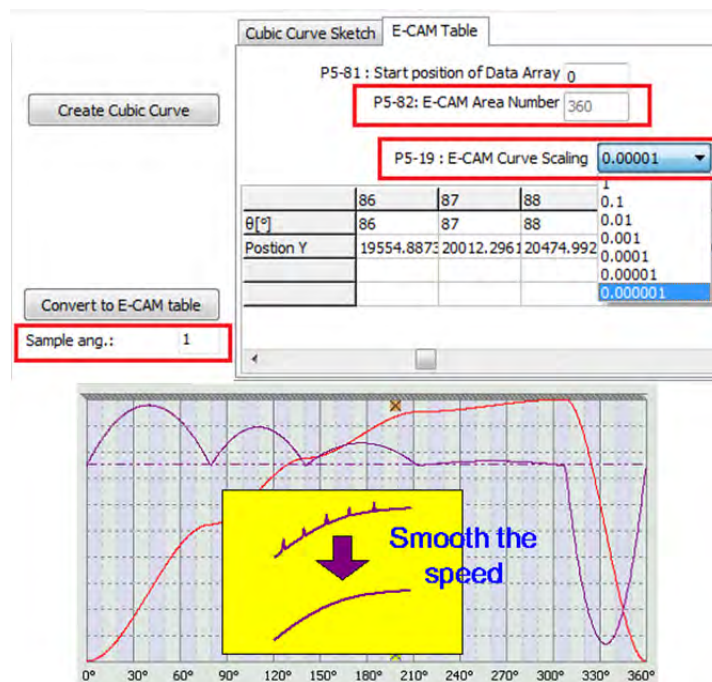 Cubic Curve Sketch E-CAM Table
P5-81 : Start position of Data Array 0
Create Cubic Curve
P5-82: E-CAM Area Number 360
P5-19 : E-CAM Curve Scaling 0.00001
1
0.1
0.01
0.001
0.0001
0.00001
0.000001
86 87 88
θ[°] 86 87 88
Postion Y 19554.8873 20012.2961 20474.992
Convert to E-CAM table
Sample ang.: 1
Smooth the
speed
0° 30° 60° 90° 120° 150° 180° 210° 240° 270° 300° 330° 360°